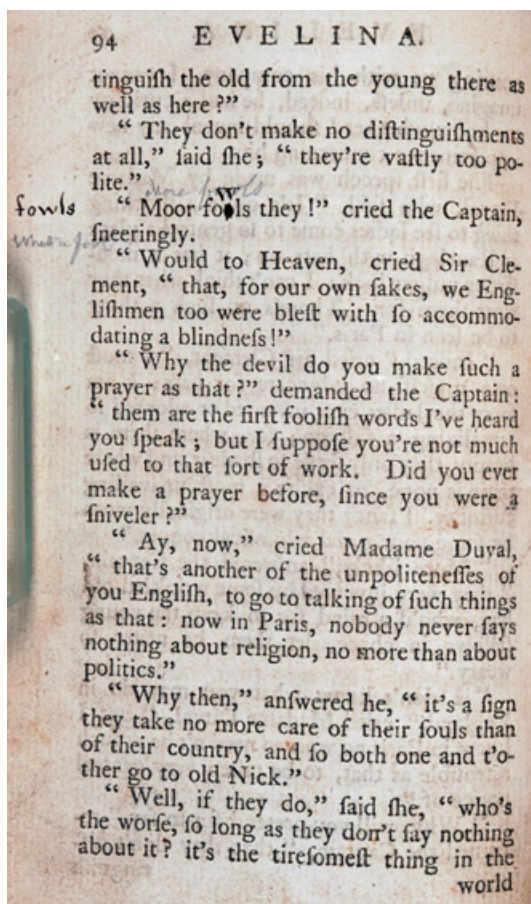 94 EVELINA.
tinguiſh the old from the young there as
well as here?”
“ They don't make no diſtinguiſhments
at all,” ſaid ſhe; “ they're vaſtly too po-
lite.”
more fowls
fowls
“ Moor fowls they!” cried the Captain,
ſneeringly.
What a fool
“ Would to Heaven, cried Sir Cle-
ment, “ that, for our own ſakes, we Eng-
liſhmen too were bleſt with ſo accommo-
dating a blindneſs!”
“ Why the devil do you make ſuch a
prayer as that?” demanded the Captain:
“ them are the firſt fooliſh words I've heard
you ſpeak; but I ſuppoſe you're not much
uſed to that ſort of work. Did you ever
make a prayer before, ſince you were a
ſniveler?”
“ Ay, now,” cried Madame Duval,
“ that's another of the unpoliteneſſes of
you Engliſh, to go to talking of ſuch things
as that: now in Paris, nobody never ſays
nothing about religion, no more than about
politics.”
“ Why then,” anſwered he, “ it's a ſign
they take no more care of their ſouls than
of their country, and ſo both one and t'o-
ther go to old Nick.”
“ Well, if they do,” ſaid ſhe, “ who's
the worſe, ſo long as they don't ſay nothing
about it? it's the tireſomeſt thing in the
world